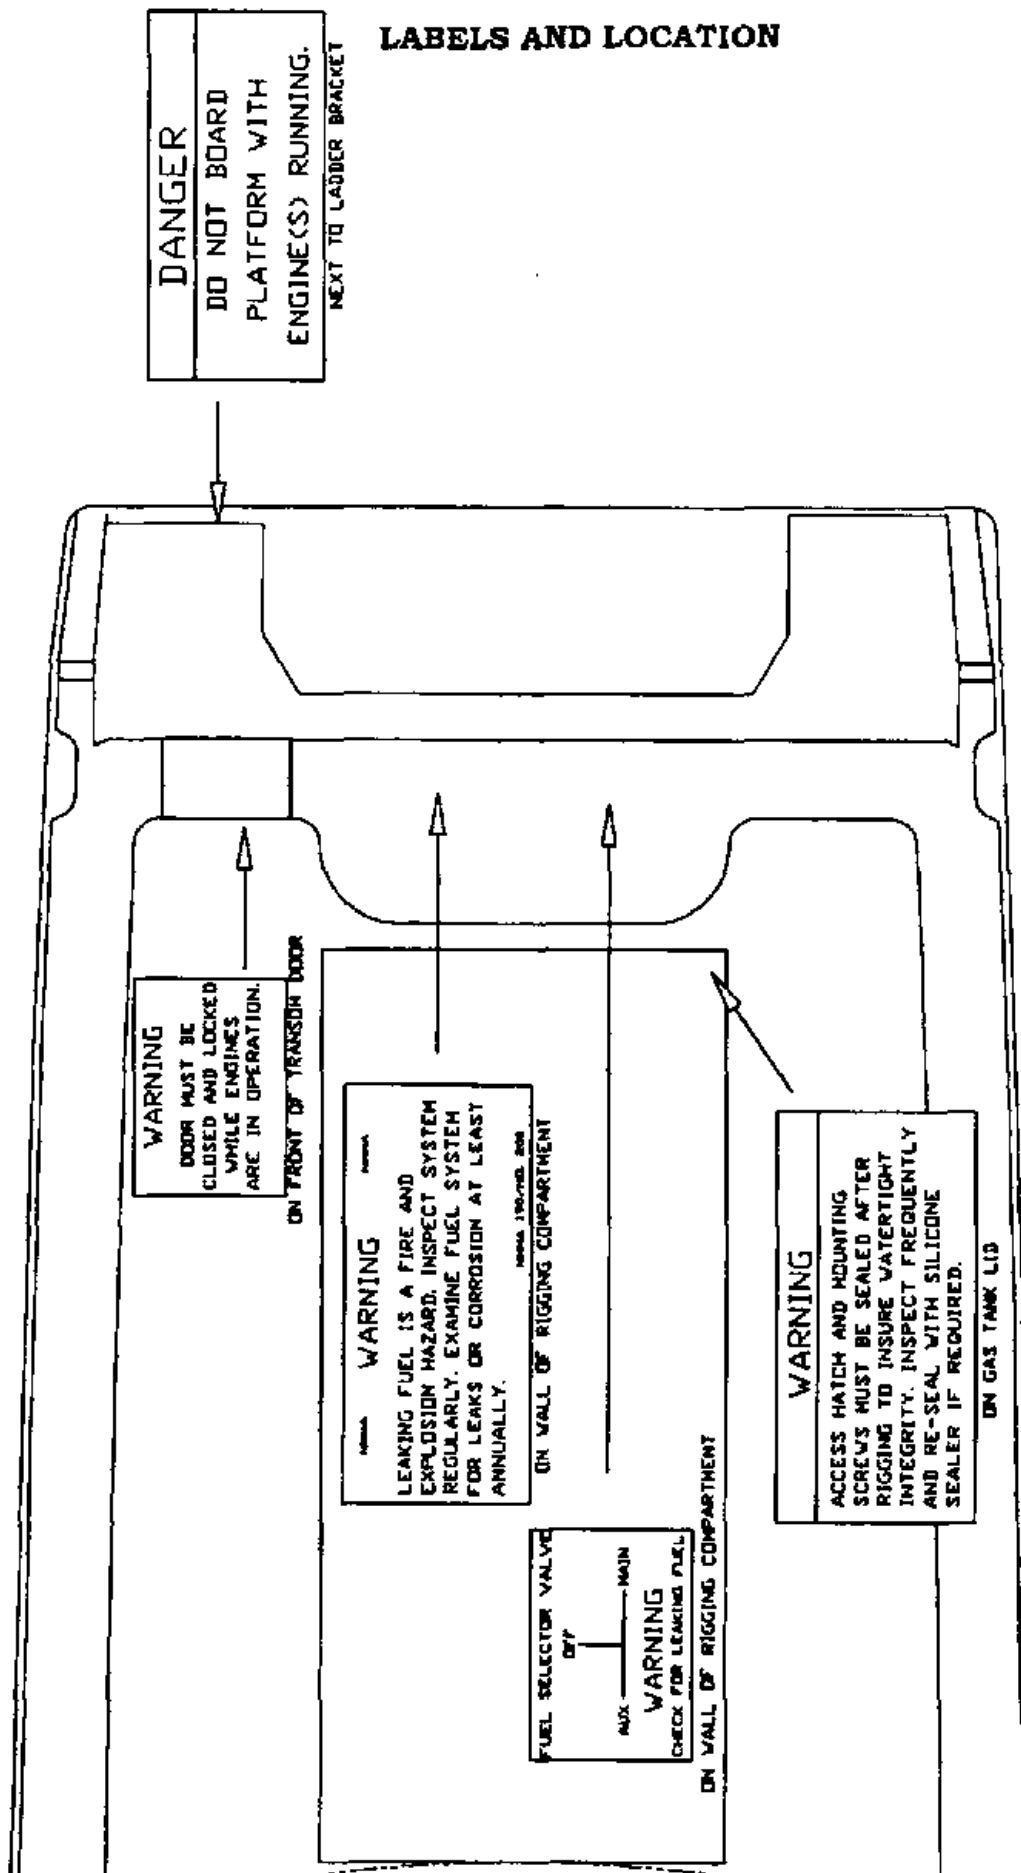 LABELS AND LOCATION
DANGER
DO NOT BOARD
PLATFORM WITH
ENGINE(S) RUNNING.
NEXT TO LADDER BRACKET
WARNING
DOOR MUST BE
CLOSED AND LOCKED
WHILE ENGINES
ARE IN OPERATION.
ON FRONT OF TRANSOM DOOR
WARNING
LEAKING FUEL IS A FIRE AND
EXPLOSION HAZARD. INSPECT SYSTEM
REGULARLY. EXAMINE FUEL SYSTEM
FOR LEAKS OR CORROSION AT LEAST
ANNUALLY.
ON WALL OF RIGGING COMPARTMENT
FUEL SELECTOR VALVE
OFF
AUX MAIN
WARNING
CHECK FOR LEAKING FUEL
ON WALL OF RIGGING COMPARTMENT
WARNING
ACCESS HATCH AND MOUNTING
SCREWS MUST BE SEALED AFTER
RIGGING TO INSURE WATERTIGHT
INTEGRITY. INSPECT FREQUENTLY
AND RE-SEAL WITH SILICONE
SEALER IF REQUIRED.
ON GAS TANK LID